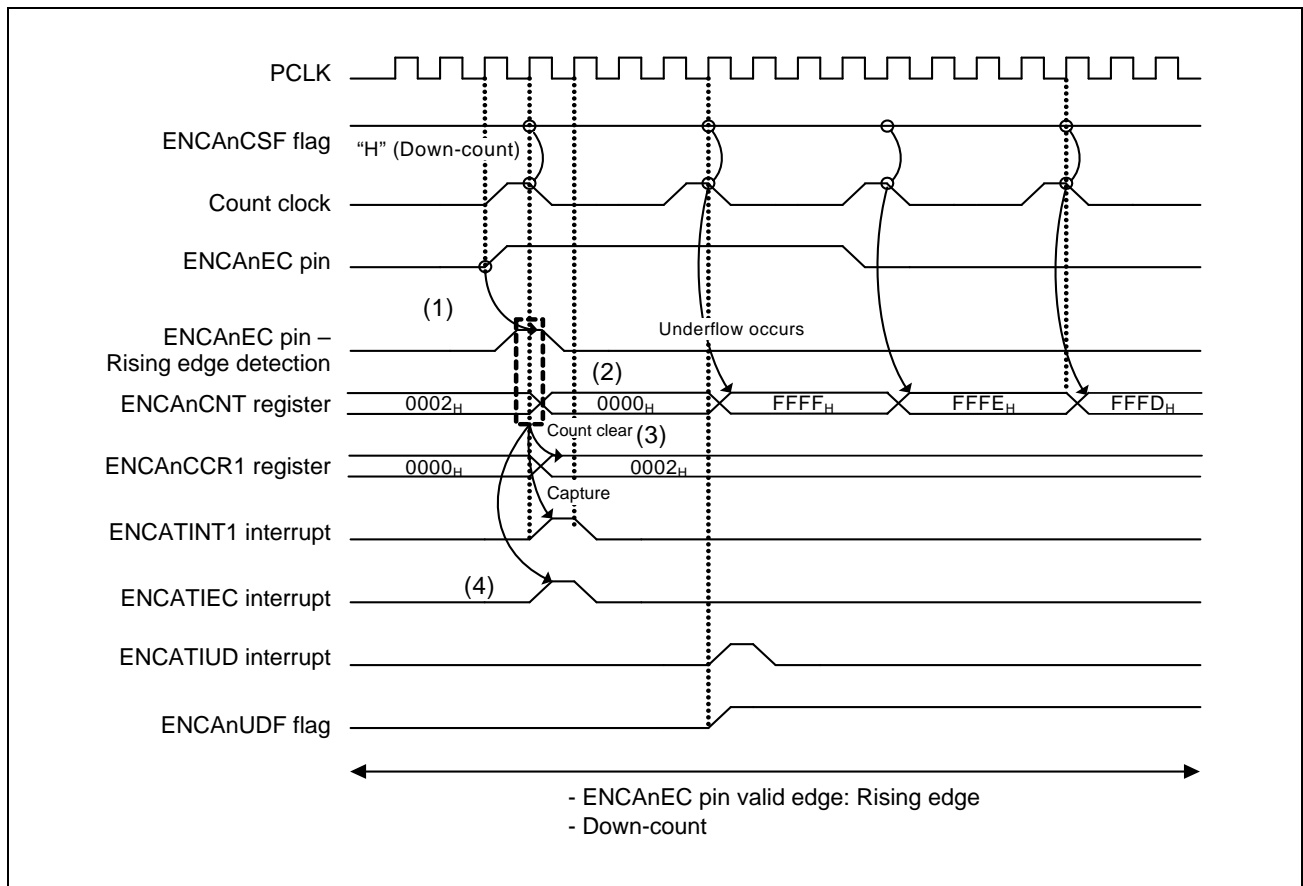 PCLK
ENCAnCSF flag
“H” (Down-count)
Count clock
ENCAnEC pin
(1)
ENCAnEC pin –
Rising edge detection
Underflow occurs
(2)
ENCAnCNT register
0002H
0000H
FFFFH
FFFEH
FFFDH
Count clear
(3)
ENCAnCCR1 register
0000H
0002H
Capture
ENCATINT1 interrupt
(4)
ENCATIEC interrupt
ENCATIUD interrupt
ENCAnUDF flag
- ENCAnEC pin valid edge: Rising edge
- Down-count